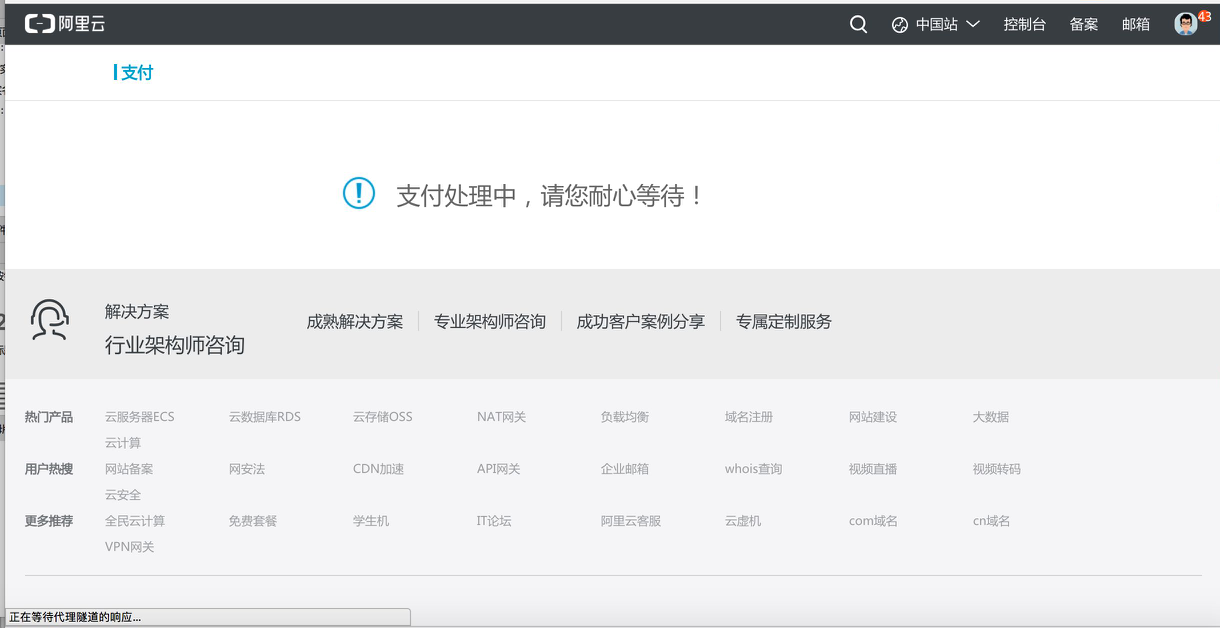 阿里云
中国站
控制台
备案
邮箱
43
支付
支付处理中，请您耐心等待！
解决方案
行业架构师咨询
成熟解决方案
专业架构师咨询
成功客户案例分享
专属定制服务
热门产品 云服务器ECS 云数据库RDS 云存储OSS NAT网关 负载均衡 域名注册 网站建设 大数据
云计算
用户热搜 网站备案 网安法 CDN加速 API网关 企业邮箱 whois查询 视频直播 视频转码
云安全
更多推荐 全民云计算 免费套餐 学生机 IT论坛 阿里云客服 云虚机 com域名 cn域名
VPN网关
正在等待代理隧道的响应...